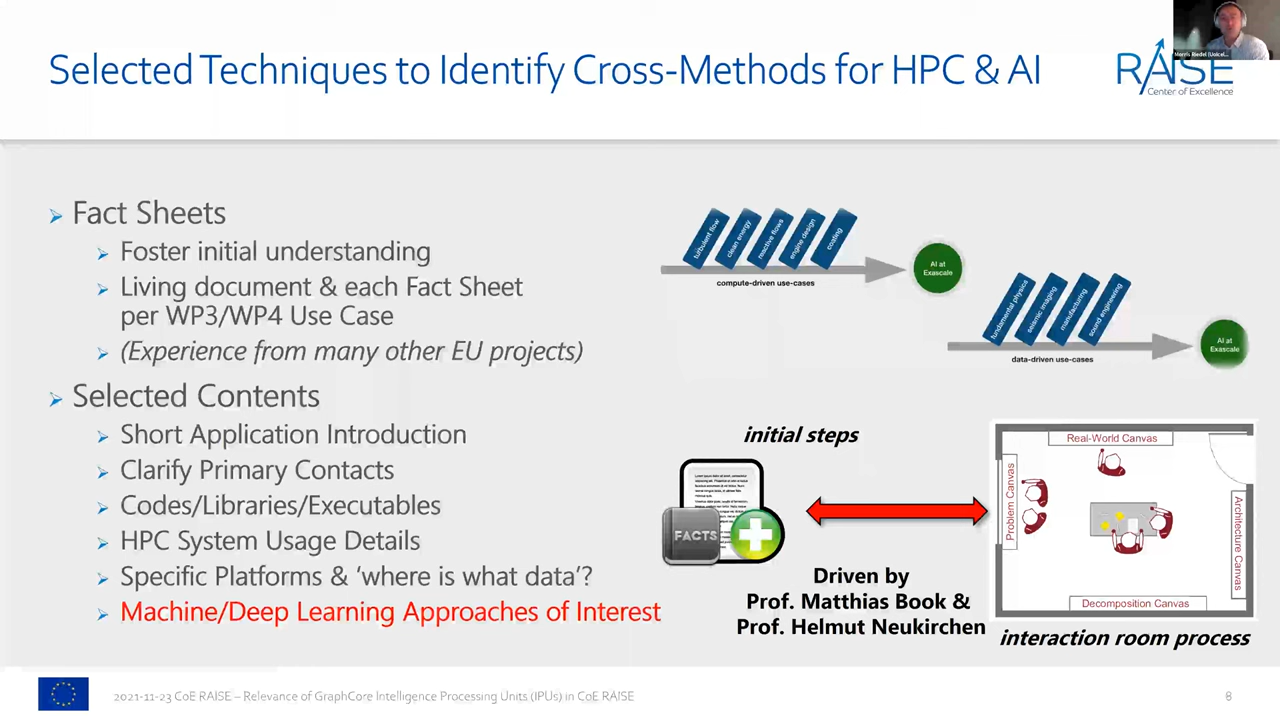 Selected Techniques to Identify Cross-Methods for HPC & AI
RAISE
Center of Excellence
Fact Sheets
Foster initial understanding
Living document & each Fact Sheet
per WP3/WP4 Use Case
(Experience from many other EU projects)
Selected Contents
Short Application Introduction
Clarify Primary Contacts
Codes/Libraries/Executables
HPC System Usage Details
Specific Platforms & ‘where is what data’?
Machine/Deep Learning Approaches of Interest
turbulent flow
clean energy
reactive flows
engine design
coating
compute-driven use-cases
AI at
Exascale
fundamental physics
seismic imaging
manufacturing
sound engineering
data-driven use-cases
AI at
Exascale
initial steps
FACTS
Driven by
Prof. Matthias Book &
Prof. Helmut Neukirchen
Real-World Canvas
Problem Canvas
Architecture Canvas
Decomposition Canvas
interaction room process
2021-11-23 CoE RAISE – Relevance of GraphCore Intelligence Processing Units (IPUs) in CoE RAISE
8